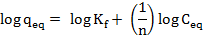 log q_eq = log K_f + (1/n) log C_eq